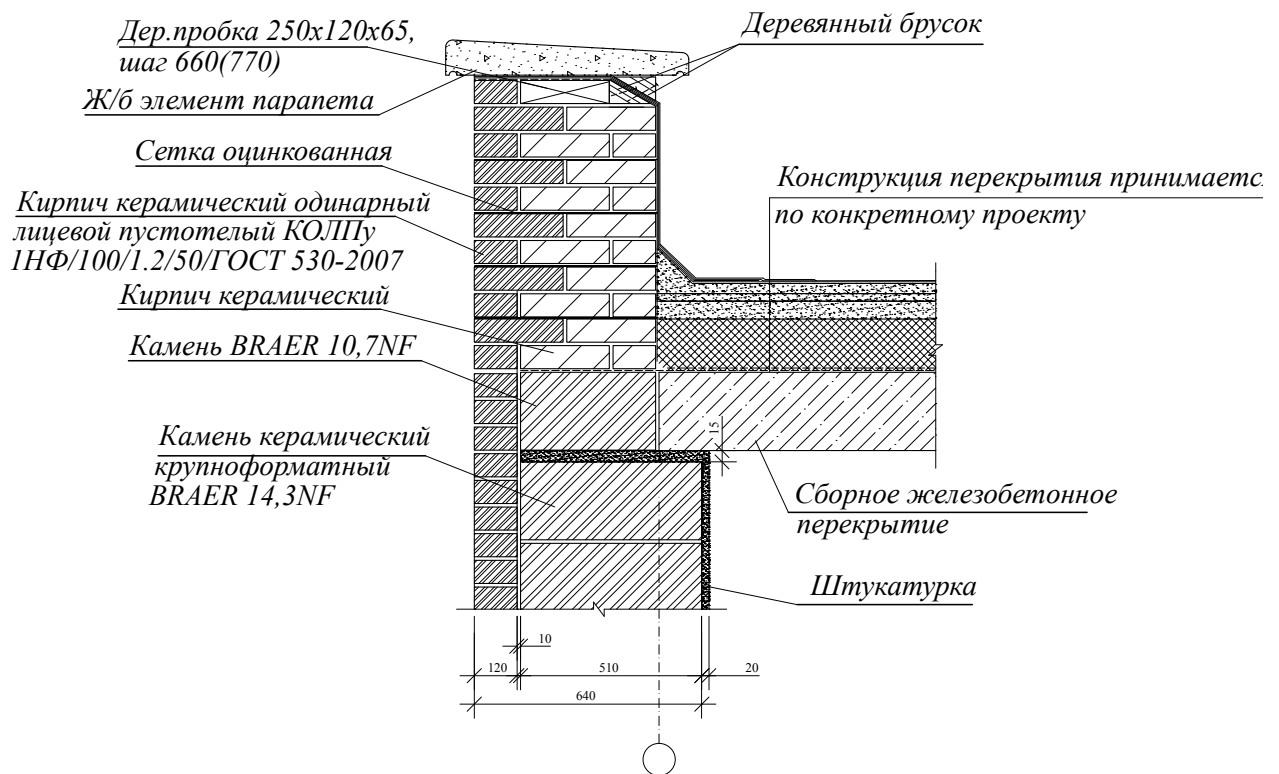 Дер.пробка 250х120х65,
шаг 660(770)
Деревянный брусок
Ж/б элемент парапета
Сетка оцинкованная
Конструкция перекрытия принимается
по конкретному проекту
Кирпич керамический одинарный
лицевой пустотелый КОЛПу
1НФ/100/1.2/50/ГОСТ 530-2007
Кирпич керамический
Камень BRAER 10,7NF
15
Камень керамический
крупноформатный
BRAER 14,3NF
Сборное железобетонное
перекрытие
Штукатурка
10
120
510
20
640